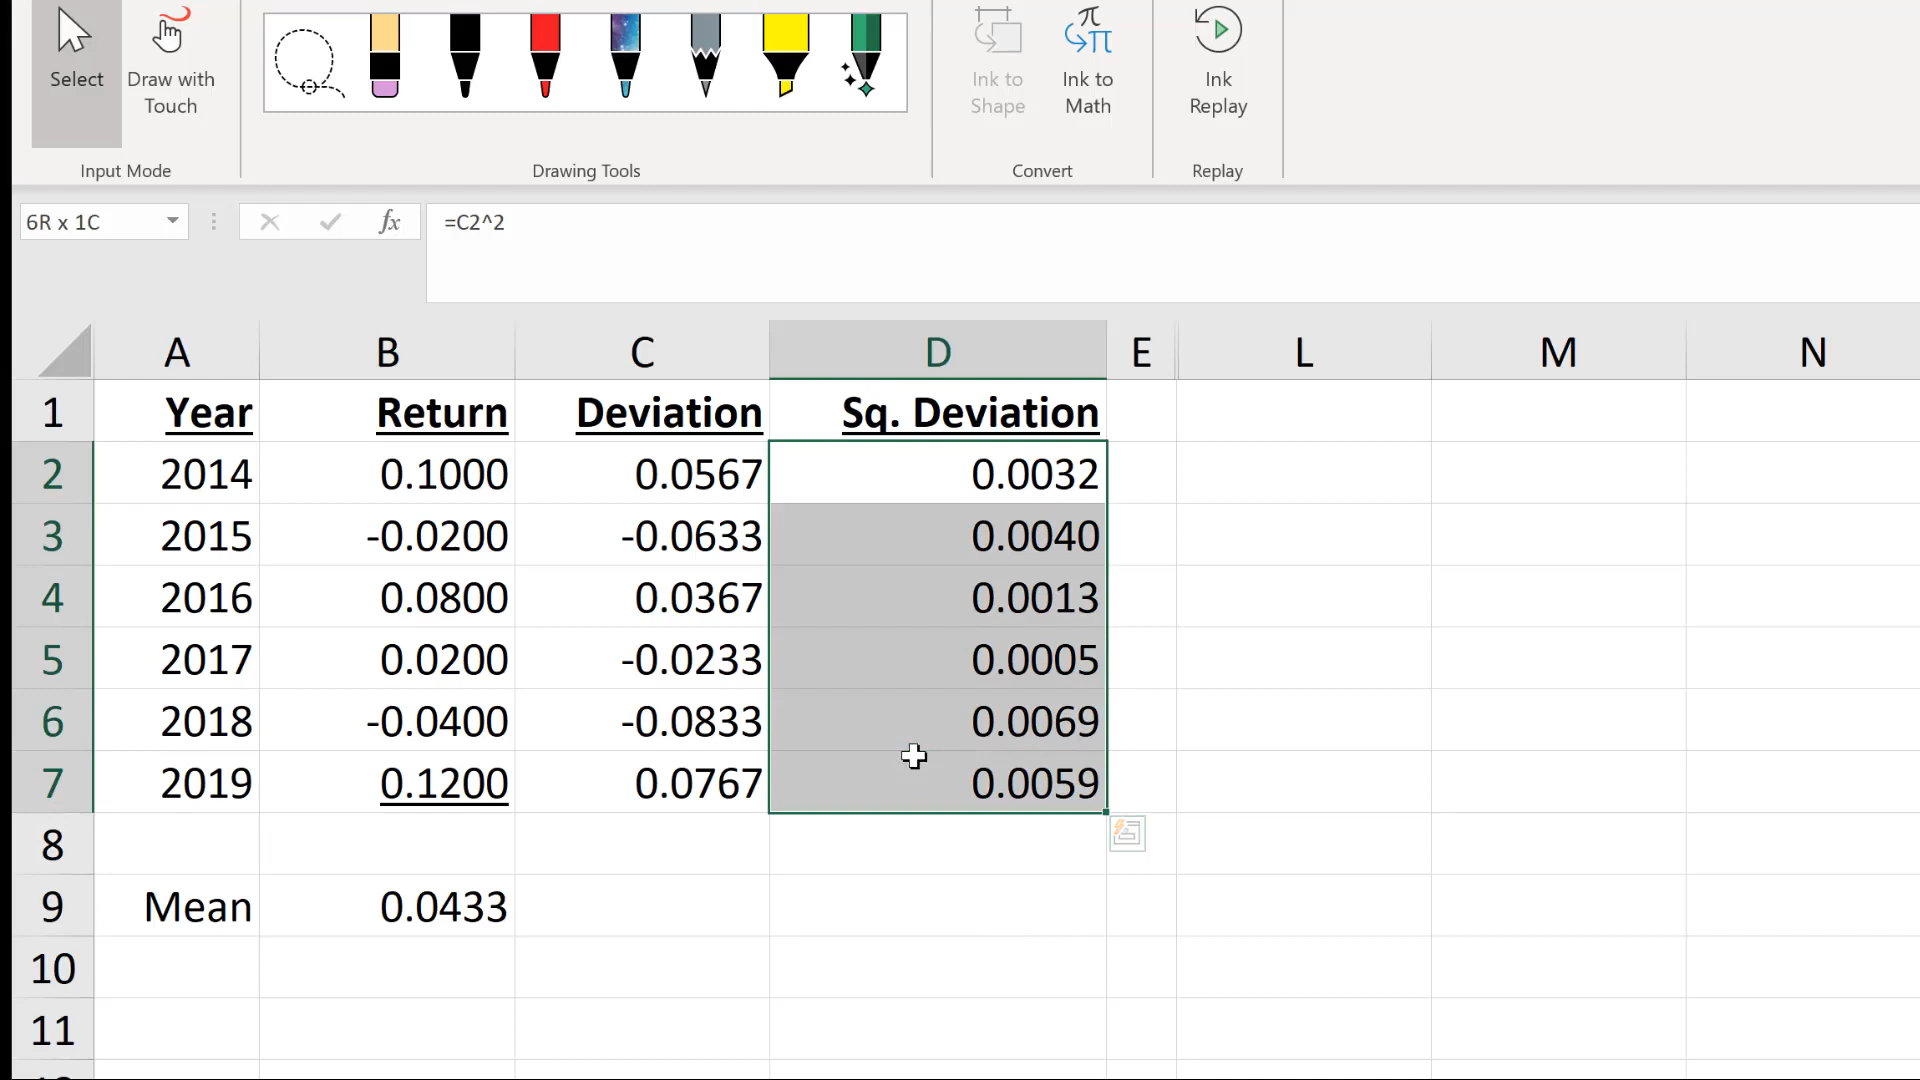 Select
Draw with
Touch
Ink to
Shape
Ink to
Math
Ink
Replay
Input Mode
Drawing Tools
Convert
Replay
6R x 1C
fx
=C2^2
A B C D E L M N
1 Year Return Deviation Sq. Deviation
2 2014 0.1000 0.0567 0.0032
3 2015 -0.0200 -0.0633 0.0040
4 2016 0.0800 0.0367 0.0013
5 2017 0.0200 -0.0233 0.0005
6 2018 -0.0400 -0.0833 0.0069
7 2019 0.1200 0.0767 0.0059
8
9 Mean 0.0433
10
11